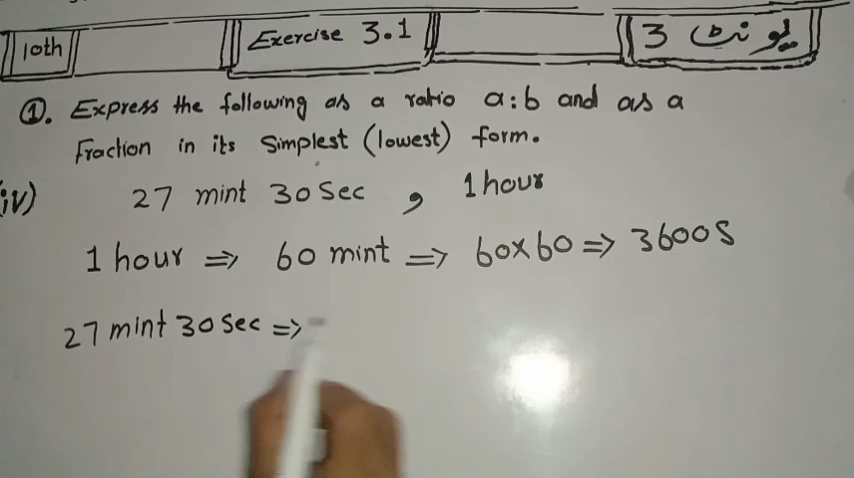 10th Exercise 3.1 3 یونٹ
①. Express the following as a ratio a:b and as a
Fraction in its Simplest (lowest) form.
iv) 27 mint 30 Sec , 1 hour
1 hour ⇒ 60 mint ⇒ 60×60 ⇒ 3600S
27 mint 30 Sec ⇒